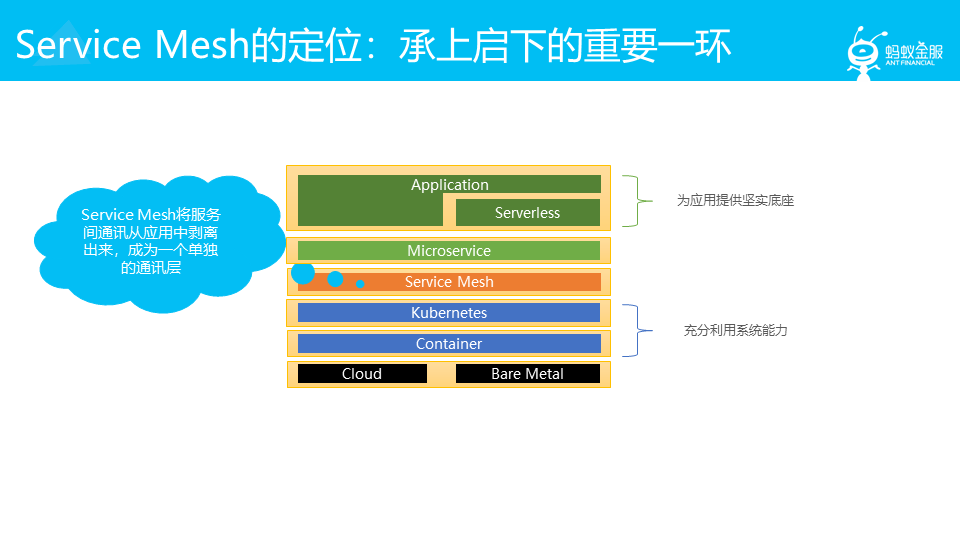 Service Mesh的定位：承上启下的重要一环
蚂蚁金服
ANT FINANCIAL
Service Mesh将服务
间通讯从应用中剥离
出来，成为一个单独
的通讯层
Application
Serverless
Microservice
Service Mesh
Kubernetes
Container
Cloud
Bare Metal
为应用提供坚实底座
充分利用系统能力